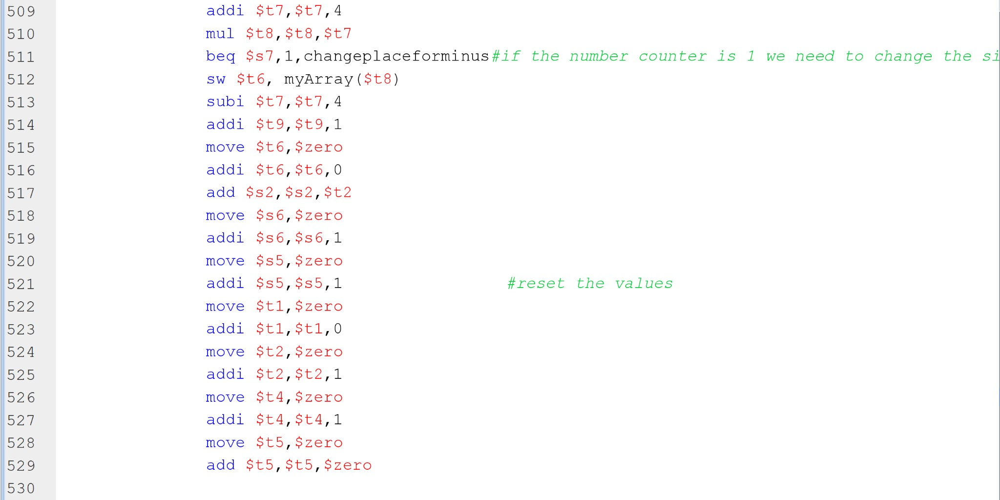 509 addi $t7,$t7,4
510 mul $t8,$t8,$t7
511 beq $s7,1,changeplaceforminus#if the number counter is 1 we need to change the
512 sw $t6, myArray($t8)
513 subi $t7,$t7,4
514 addi $t9,$t9,1
515 move $t6,$zero
516 addi $t6,$t6,0
517 add $s2,$s2,$t2
518 move $s6,$zero
519 addi $s6,$s6,1
520 move $s5,$zero
521 addi $s5,$s5,1 #reset the values
522 move $t1,$zero
523 addi $t1,$t1,0
524 move $t2,$zero
525 addi $t2,$t2,1
526 move $t4,$zero
527 addi $t4,$t4,1
528 move $t5,$zero
529 add $t5,$t5,$zero
530